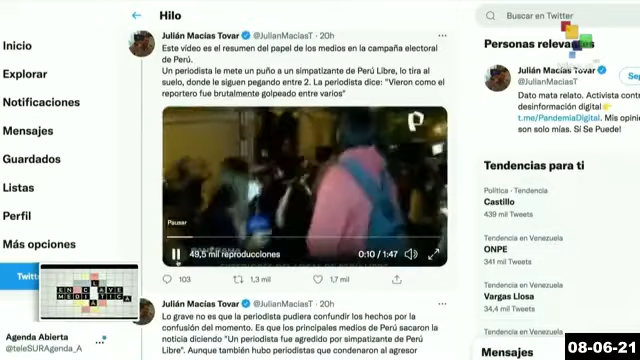 Hilo
Buscar en Twitter
Inicio
Explorar
Notificaciones
Mensajes
Guardados
Listas
Perfil
Más opciones
Agenda Abierta
@teleSURAgenda_A
Julián Macías Tovar @JulianMaciasT · 20h
Este vídeo es el resumen del papel de los medios en la campaña electoral
de Perú.
Un periodista le mete un puño a un simpatizante de Perú Libre, lo tira al
suelo, donde le siguen pegando entre 2. La periodista dice: "Vieron como el
reportero fue brutalmente golpeado entre varios"
Pausar
49,5 mil reproducciones
0:10 / 1:47
103
1,3 mil
1,7 mil
Julián Macías Tovar @JulianMaciasT · 20h
Lo grave no es que la periodista pudiera confundir los hechos por la
confusión del momento. Es que los principales medios de Perú sacaron la
noticia diciendo "Un periodista fue agredido por simpatizante de Perú
Libre". Aunque también hubo periodistas que condenaron al agresor
Personas relevantes
Julián Macías Tovar
@JulianMaciasT
Dato mata relato. Activista contra
desinformación digital
t.me/PandemiaDigital. Mis opinio
son solo mías. Sí Se Puede!
Tendencias para ti
Política · Tendencia
Castillo
439 mil Tweets
Tendencia en Venezuela
ONPE
341 mil Tweets
Tendencia en Venezuela
Vargas Llosa
34,4 mil Tweets
Tendencia en Venezuela
Mensajes
08-06-21
EN CLAVE
MEDIÁTICA